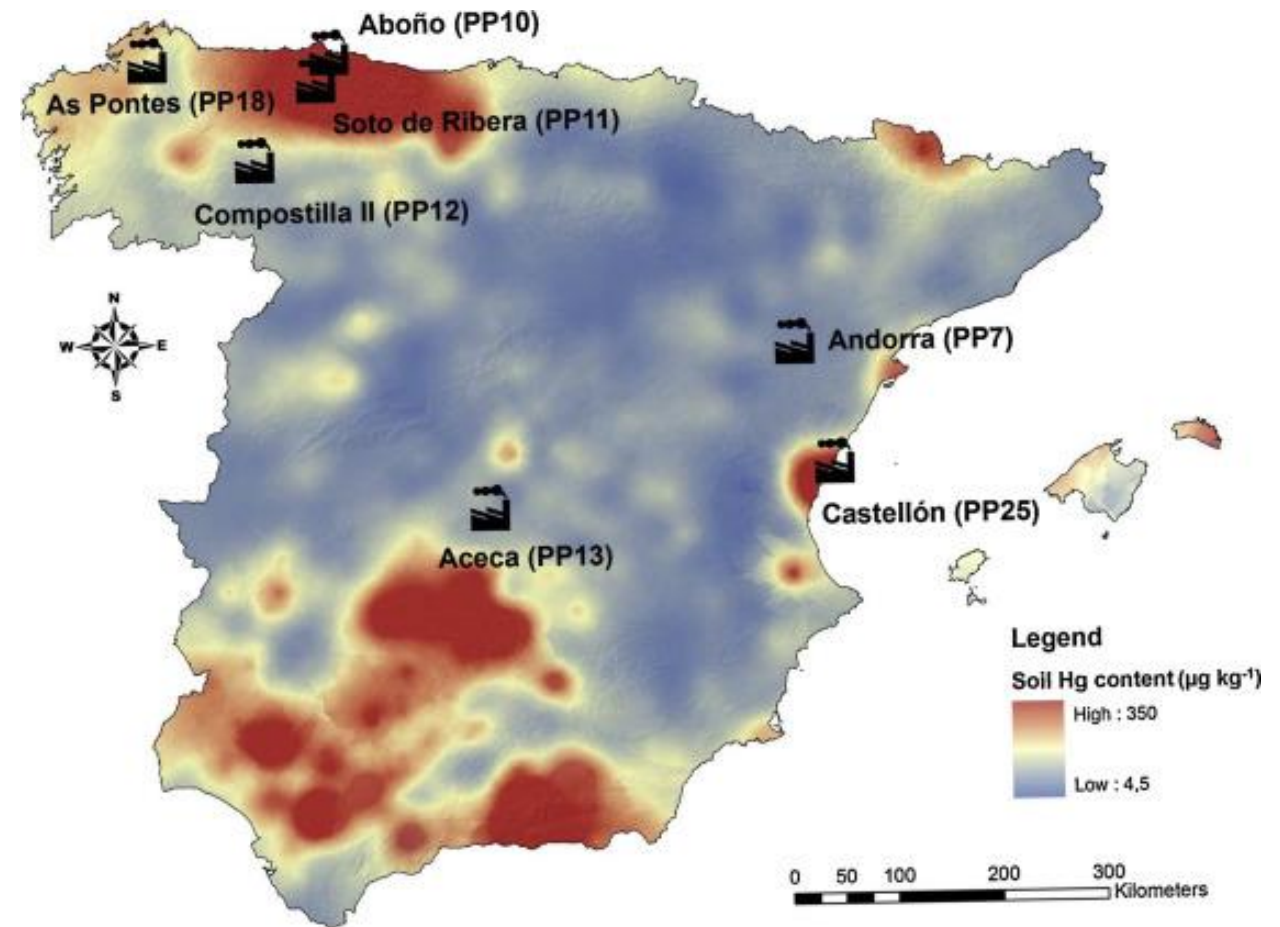 Aboño (PP10)
As Pontes (PP18)
Soto de Ribera (PP11)
Compostilla II (PP12)
N
W E
S
Andorra (PP7)
Castellón (PP25)
Aceca (PP13)
Legend
Soil Hg content (µg kg⁻¹)
High : 350
Low : 4,5
0 50 100 200 300
Kilometers